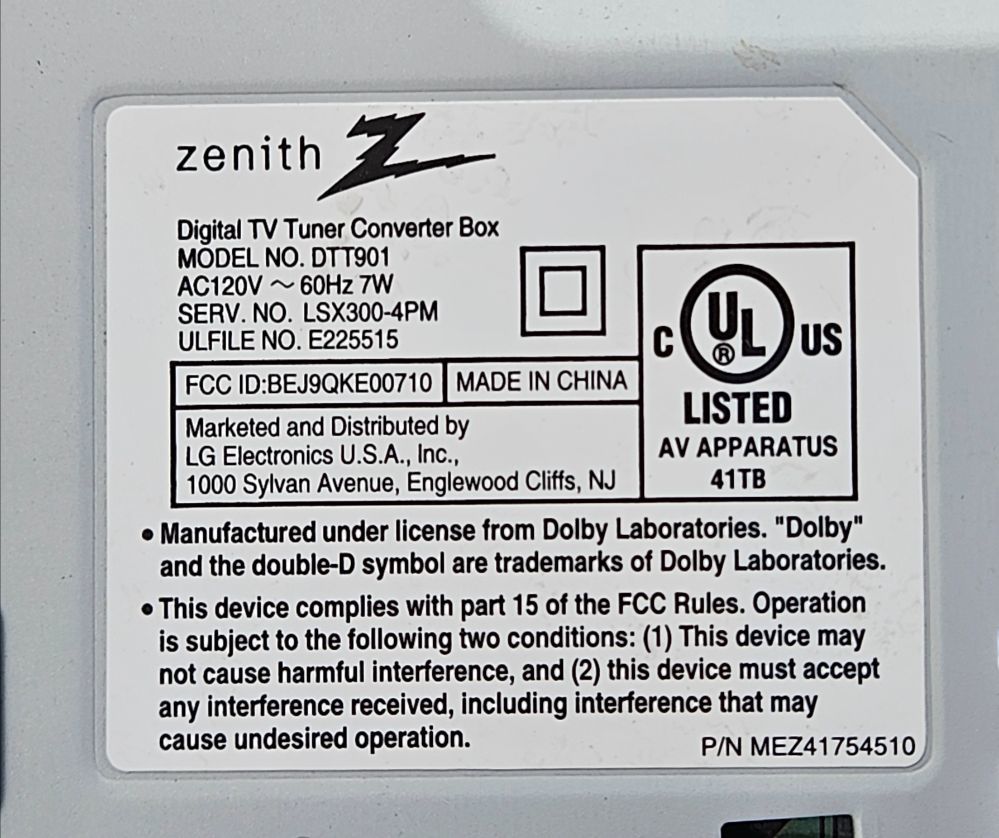 zenith
Digital TV Tuner Converter Box
MODEL NO. DTT901
AC120V ~ 60Hz 7W
SERV. NO. LSX300-4PM
ULFILE NO. E225515
FCC ID:BEJ9QKE00710
MADE IN CHINA
Marketed and Distributed by
LG Electronics U.S.A., Inc.,
1000 Sylvan Avenue, Englewood Cliffs, NJ
C UL® US
LISTED
AV APPARATUS
41TB
• Manufactured under license from Dolby Laboratories. "Dolby"
and the double-D symbol are trademarks of Dolby Laboratories.
• This device complies with part 15 of the FCC Rules. Operation
is subject to the following two conditions: (1) This device may
not cause harmful interference, and (2) this device must accept
any interference received, including interference that may
cause undesired operation.
P/N MEZ41754510